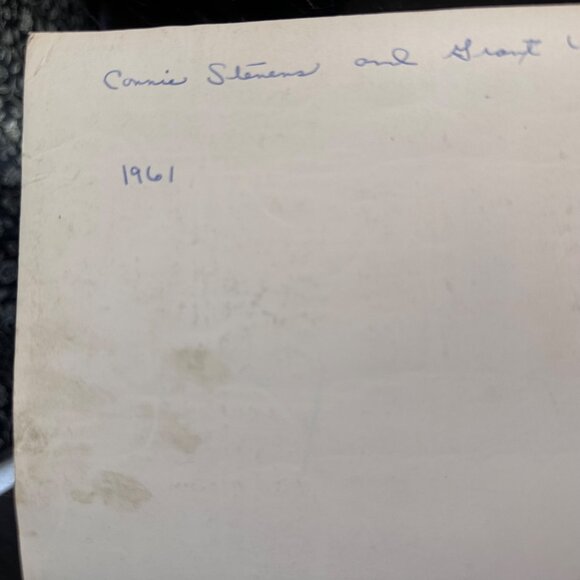 Connie Stevens and Grant
1961